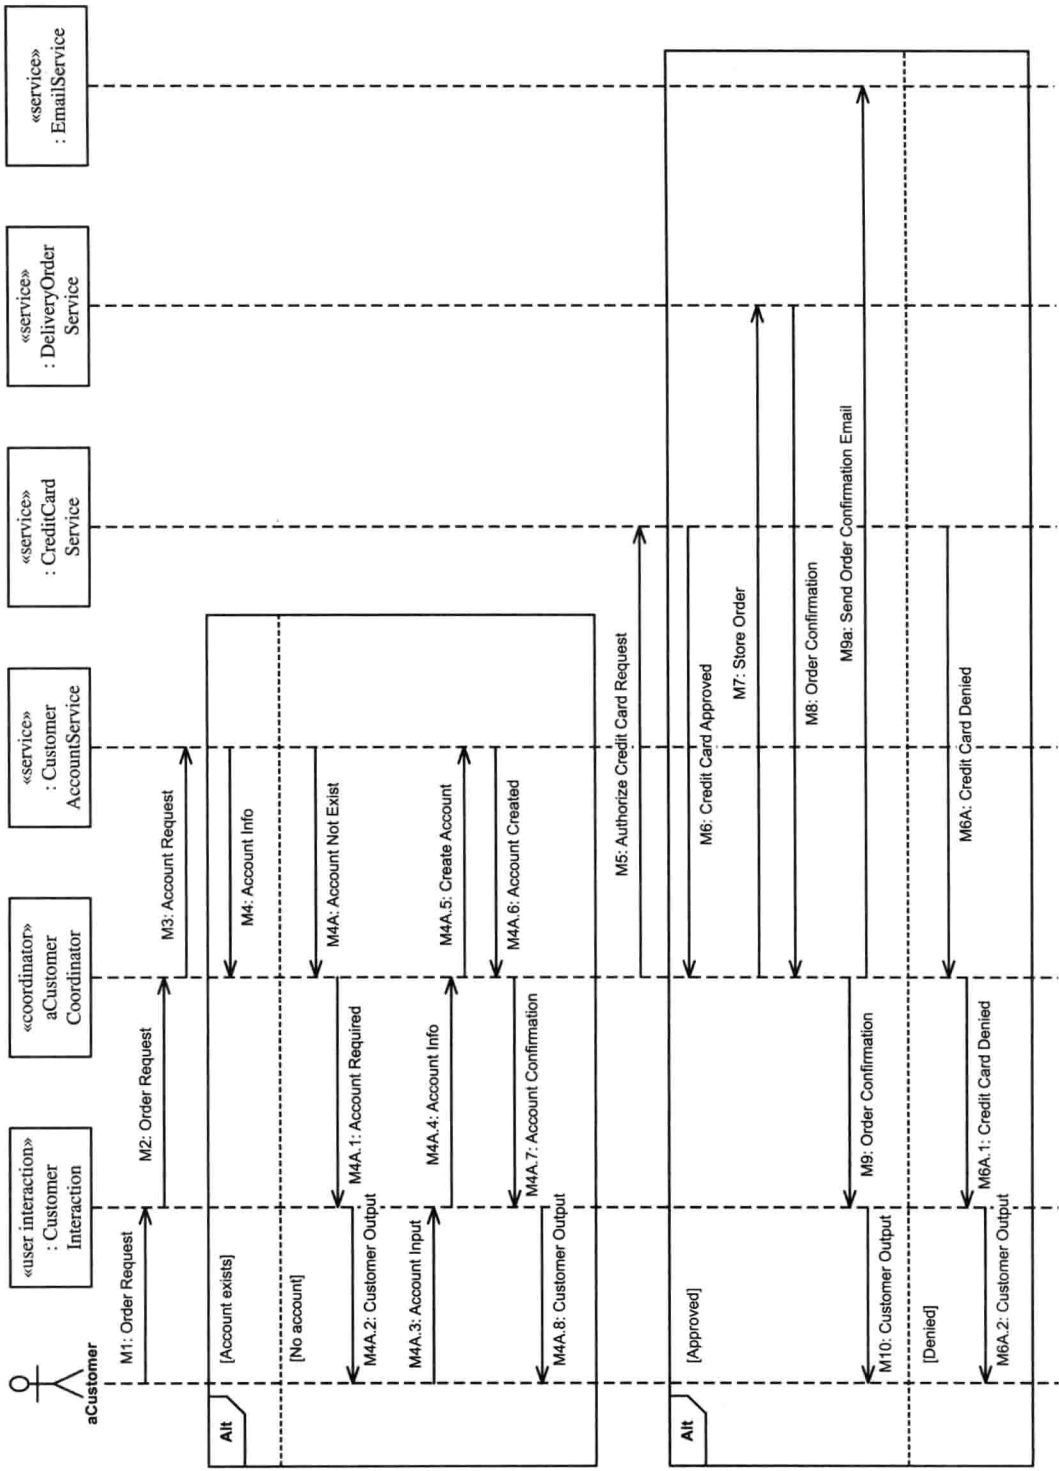 aCustomer
«user interaction»
: Customer
Interaction
«coordinator»
aCustomer
Coordinator
«service»
: Customer
AccountService
«service»
: CreditCard
Service
«service»
: DeliveryOrder
Service
«service»
: EmailService
M1: Order Request
M2: Order Request
M3: Account Request
Alt
[Account exists]
M4: Account Info
[No account]
M4A: Account Not Exist
M4A.1: Account Required
M4A.2: Customer Output
M4A.3: Account Input
M4A.4: Account Info
M4A.5: Create Account
M4A.6: Account Created
M4A.7: Account Confirmation
M4A.8: Customer Output
M5: Authorize Credit Card Request
Alt
[Approved]
M6: Credit Card Approved
M7: Store Order
M8: Order Confirmation
M9a: Send Order Confirmation Email
M9: Order Confirmation
M10: Customer Output
[Denied]
M6A: Credit Card Denied
M6A.1: Credit Card Denied
M6A.2: Customer Output